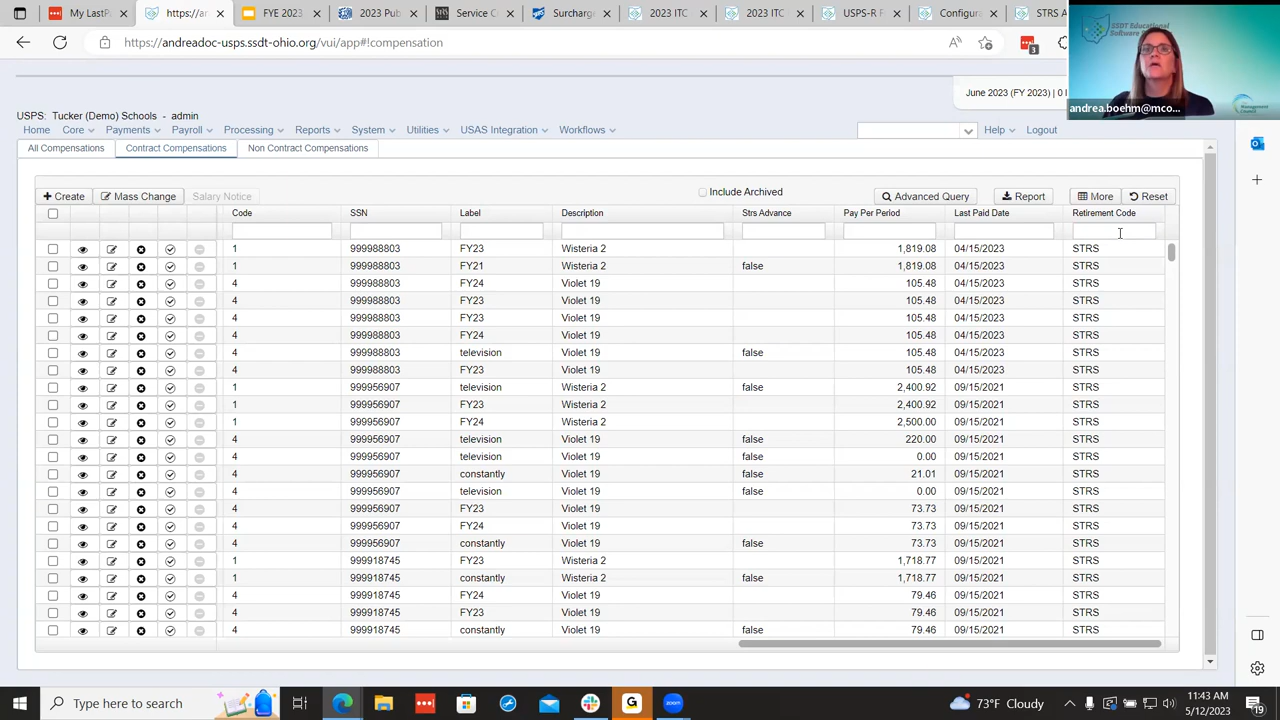 My LastP
https://an
FYE 2023
2023 Pub
Service C
Surcharg
2023 ITC
2023 ITC
USPS-R F
Configura
STRS A
https://andreadoc-usps.ssdt-ohio.org/vui/app#!compensation
3
SSDT Educational
andrea.boehm@mco...
June 2023 (FY 2023) | 0
USPS: Tucker (Demo) Schools - admin
Home Core Payments Payroll Processing Reports System Utilities USAS Integration Workflows Help Logout
All Compensations Contract Compensations Non Contract Compensations
Create Mass Change Salary Notice Include Archived Advanced Query Report More Reset
Code SSN Label Description Strs Advance Pay Per Period Last Paid Date Retirement Code
1 999988803 FY23 Wisteria 2 1,819.08 04/15/2023 STRS
1 999988803 FY21 Wisteria 2 false 1,819.08 04/15/2023 STRS
4 999988803 FY24 Violet 19 105.48 04/15/2023 STRS
4 999988803 FY23 Violet 19 105.48 04/15/2023 STRS
4 999988803 FY23 Violet 19 105.48 04/15/2023 STRS
4 999988803 FY24 Violet 19 105.48 04/15/2023 STRS
4 999988803 television Violet 19 false 105.48 04/15/2023 STRS
4 999988803 FY23 Violet 19 105.48 04/15/2023 STRS
1 999956907 television Wisteria 2 false 2,400.92 09/15/2021 STRS
1 999956907 FY23 Wisteria 2 2,400.92 09/15/2021 STRS
1 999956907 FY24 Wisteria 2 2,500.00 09/15/2021 STRS
4 999956907 television Violet 19 false 220.00 09/15/2021 STRS
4 999956907 television Violet 19 false 0.00 09/15/2021 STRS
4 999956907 constantly Violet 19 false 21.01 09/15/2021 STRS
4 999956907 television Violet 19 false 0.00 09/15/2021 STRS
4 999956907 FY23 Violet 19 73.73 09/15/2021 STRS
4 999956907 FY24 Violet 19 73.73 09/15/2021 STRS
4 999956907 constantly Violet 19 false 73.73 09/15/2021 STRS
1 999918745 FY23 Wisteria 2 1,718.77 09/15/2021 STRS
1 999918745 constantly Wisteria 2 false 1,718.77 09/15/2021 STRS
4 999918745 FY24 Violet 19 79.46 09/15/2021 STRS
4 999918745 FY23 Violet 19 79.46 09/15/2021 STRS
4 999918745 constantly Violet 19 false 79.46 09/15/2021 STRS
Type here to search
G
zoom
73°F Cloudy
11:43 AM
5/12/2023
19